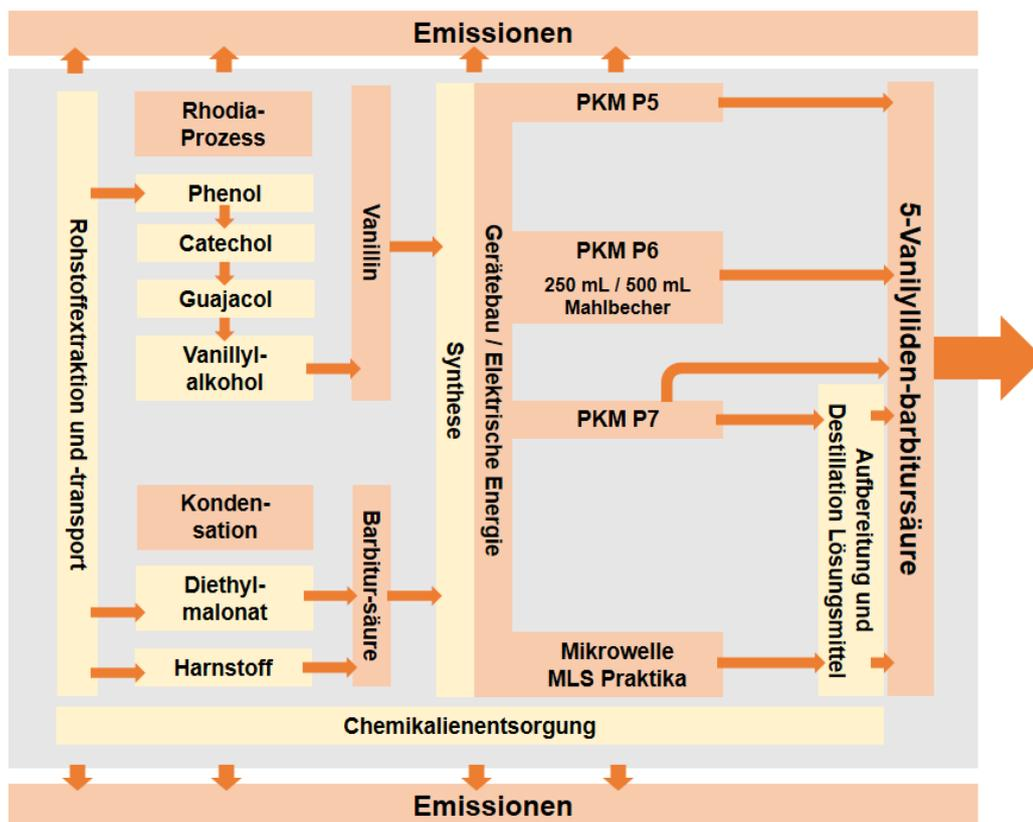 Emissionen
Rohstoffextraktion und -transport
Rhodia-
Prozess
Phenol
Catechol
Guajacol
Vanillyl-
alkohol
Vanillin
Konden-
sation
Diethyl-
malonat
Harnstoff
Barbitur-säure
Synthese
Gerätebau / Elektrische Energie
PKM P5
PKM P6
250 mL / 500 mL
Mahlbecher
PKM P7
Mikrowelle
MLS Praktika
Aufbereitung und
Destillation Lösungsmittel
5-Vanilylliden-barbitursäure
Chemikalienentsorgung
Emissionen